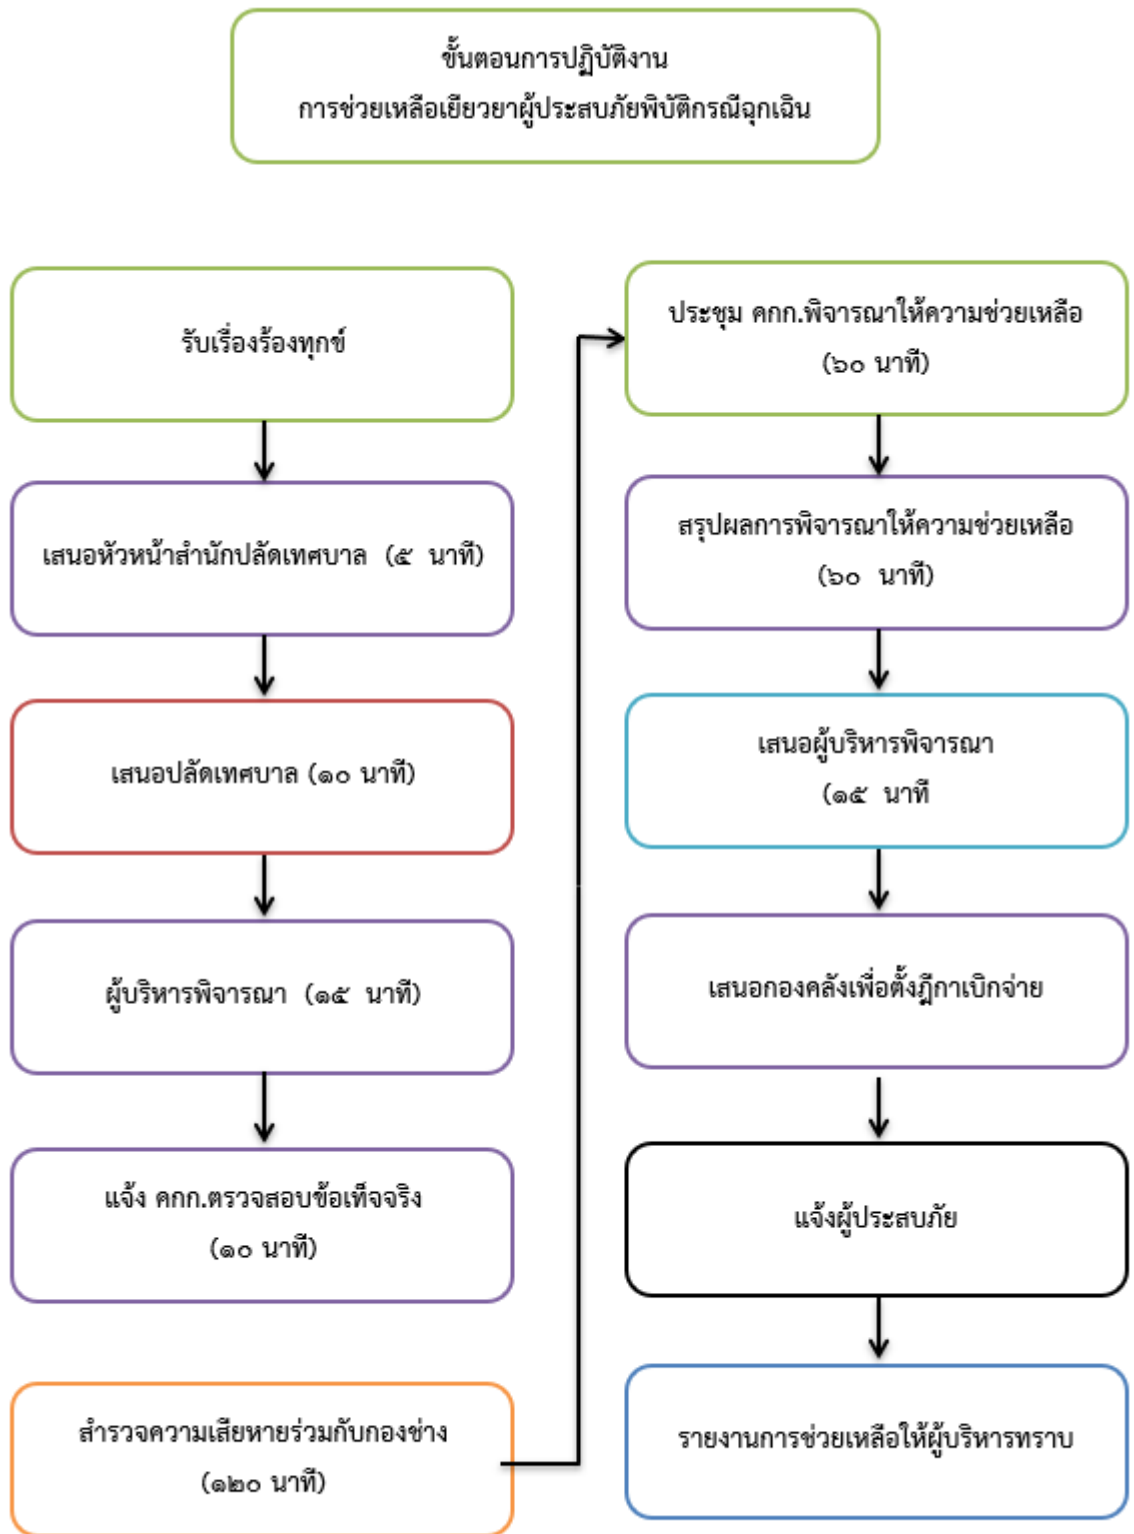 ขั้นตอนการปฏิบัติงาน
การช่วยเหลือเยียวยาผู้ประสบภัยพิบัติกรณีฉุกเฉิน
รับเรื่องร้องทุกข์
เสนอหัวหน้าสำนักปลัดเทศบาล (๕ นาที)
เสนอปลัดเทศบาล (๑๐ นาที)
ผู้บริหารพิจารณา (๑๕ นาที)
แจ้ง คกก.ตรวจสอบข้อเท็จจริง
(๑๐ นาที)
สำรวจความเสียหายร่วมกับกองช่าง
(๑๒๐ นาที)
ประชุม คกก.พิจารณาให้ความช่วยเหลือ
(๖๐ นาที)
สรุปผลการพิจารณาให้ความช่วยเหลือ
(๖๐ นาที)
เสนอผู้บริหารพิจารณา
(๑๕ นาที
เสนอกองคลังเพื่อตั้งฎีกาเบิกจ่าย
แจ้งผู้ประสบภัย
รายงานการช่วยเหลือให้ผู้บริหารทราบ